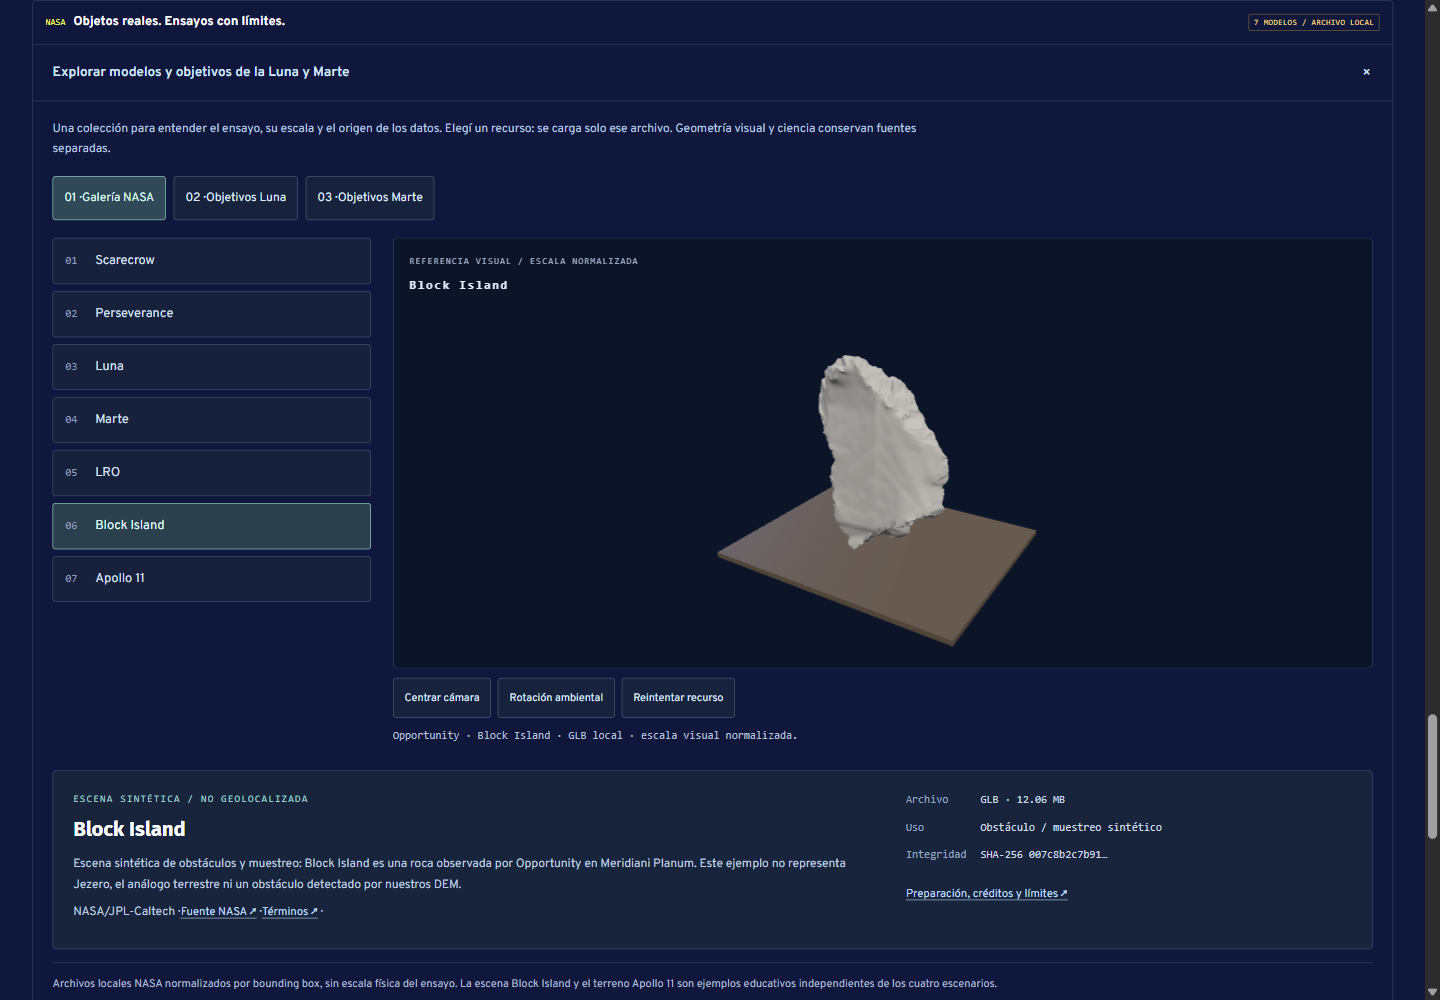 NASA Objetos reales. Ensayos con límites.
7 MODELOS / ARCHIVO LOCAL
Explorar modelos y objetivos de la Luna y Marte
×
Una colección para entender el ensayo, su escala y el origen de los datos. Elegí un recurso: se carga solo ese archivo. Geometría visual y ciencia conservan fuentes
separadas.
01 ·Galería NASA
02 ·Objetivos Luna
03 ·Objetivos Marte
01 Scarecrow
02 Perseverance
03 Luna
04 Marte
05 LRO
06 Block Island
07 Apollo 11
REFERENCIA VISUAL / ESCALA NORMALIZADA
Block Island
Centrar cámara
Rotación ambiental
Reintentar recurso
Opportunity · Block Island · GLB local · escala visual normalizada.
ESCENA SINTÉTICA / NO GEOLOCALIZADA
Block Island
Escena sintética de obstáculos y muestreo: Block Island es una roca observada por Opportunity en Meridiani Planum. Este ejemplo no representa
Jezero, el análogo terrestre ni un obstáculo detectado por nuestros DEM.
NASA/JPL-Caltech ·Fuente NASA↗ ·Términos↗ ·
Archivo GLB · 12.06 MB
Uso Obstáculo / muestreo sintético
Integridad SHA-256 007c8b2c7b91…
Preparación, créditos y límites↗
Archivos locales NASA normalizados por bounding box, sin escala física del ensayo. La escena Block Island y el terreno Apollo 11 son ejemplos educativos independientes de los cuatro escenarios.